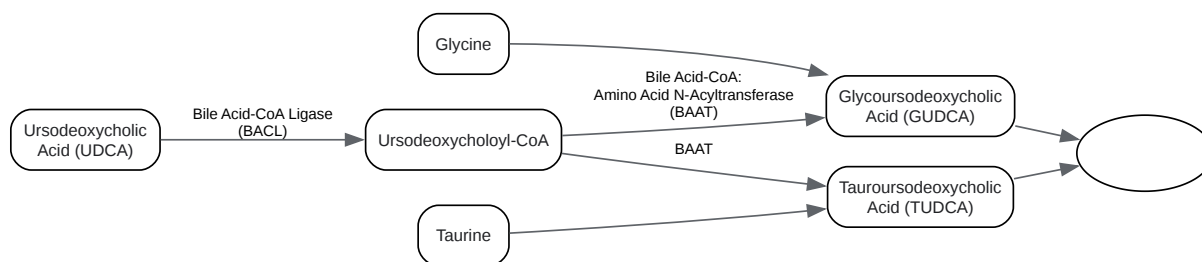 Glycine
Bile Acid-CoA:
Amino Acid N-Acyltransferase
(BAAT)
Glycoursodeoxycholic
Acid (GUDCA)
Bile Acid-CoA Ligase
(BACL)
Ursodeoxycholic
Acid (UDCA)
Ursodeoxycholoyl-CoA
BAAT
Tauroursodeoxycholic
Acid (TUDCA)
Taurine